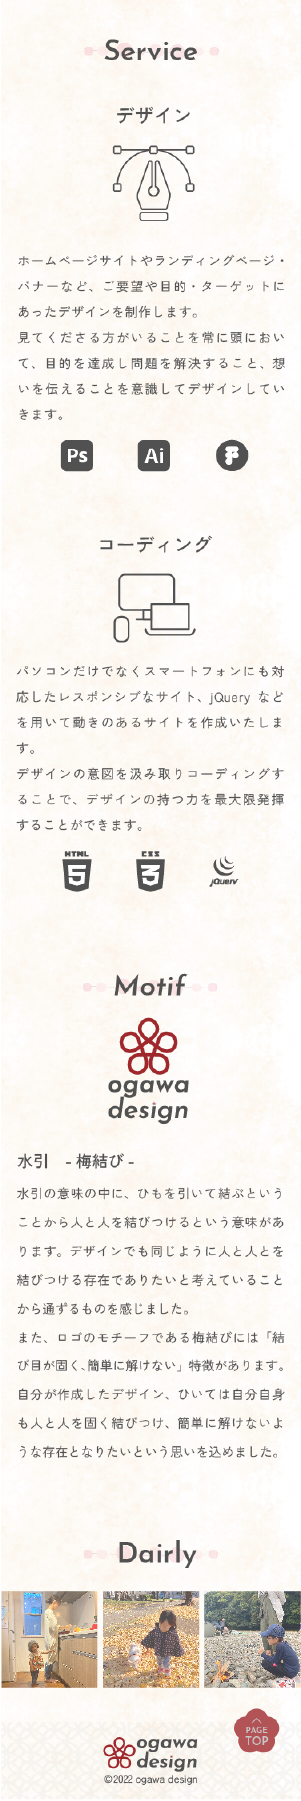 Service
デザイン
ホームページサイトやランディングページ・
バナーなど、ご要望や目的・ターゲットに
あったデザインを制作します。
見てくださる方がいることを常に頭におい
て、目的を達成し問題を解決すること、想
いを伝えることを意識してデザインしてい
きます。
Ps Ai
コーディング
パソコンだけでなくスマートフォンにも対
応したレスポンシブなサイト、jQuery など
を用いて動きのあるサイトを作成いたしま
す。
デザインの意図を汲み取りコーディングす
ることで、デザインの持つ力を最大限発揮
することができます。
HTML 5 CSS 3 jQuery
Motif
ogawa
design
水引 - 梅結び -
水引の意味の中に、ひもを引いて結ぶという
ことから人と人を結びつけるという意味があ
ります。デザインでも同じように人と人とを
結びつける存在でありたいと考えていること
から通ずるものを感じました。
また、ロゴのモチーフである梅結びには「結
び目が固く、簡単に解けない」特徴があります。
自分が作成したデザイン、ひいては自分自身
も人と人を固く結びつけ、簡単に解けないよ
うな存在となりたいという思いを込めました。
Dairly
PAGE
TOP
ogawa
design
©2022 ogawa design